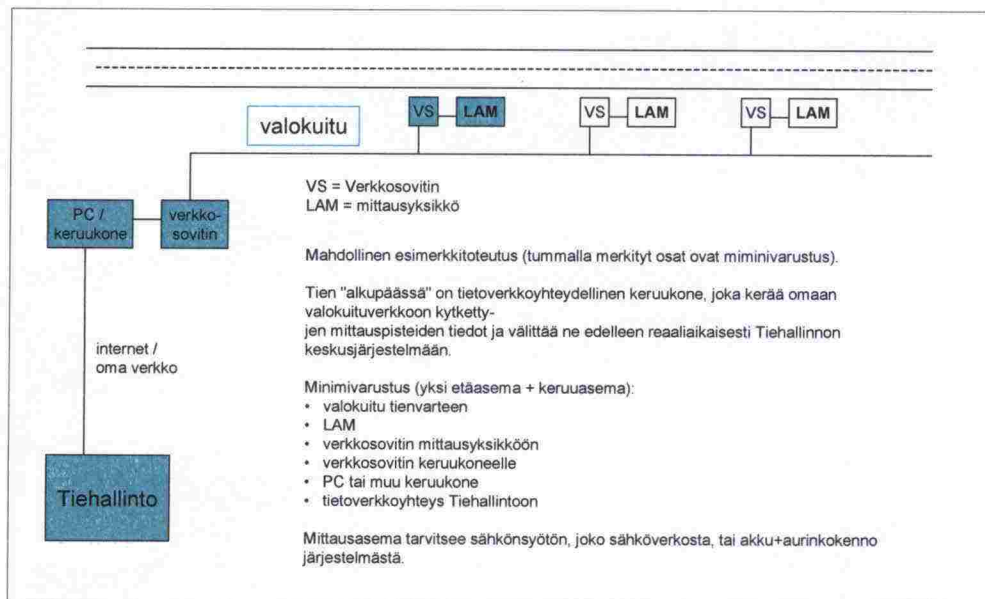 VS LAM VS LAM VS LAM
valokuitu
VS = Verkkosovitin
LAM = mittausyksikkö
PC /
keruukone
verkko-
sovitin
Mahdollinen esimerkkitoteutus (tummalla merkityt osat ovat miminivarustus).
Tien "alkupäässä" on tietoverkkoyhteydellinen keruukone, joka kerää omaan
valokuituverkkoon kytketty-
jen mittauspisteiden tiedot ja välittää ne edelleen reaaliaikaisesti Tiehallinnon
keskusjärjestelmään.
internet /
oma verkko
Minimivarustus (yksi etäasema + keruuasema):
• valokuitu tienvarteen
• LAM
• verkkosovitin mittausyksikköön
• verkkosovitin keruukoneelle
• PC tai muu keruukone
• tietoverkkoyhteys Tiehallintoon
Tiehallinto
Mittausasema tarvitsee sähkönsyötön, joko sähköverkosta, tai akku+aurinkokenno
järjestelmästä.